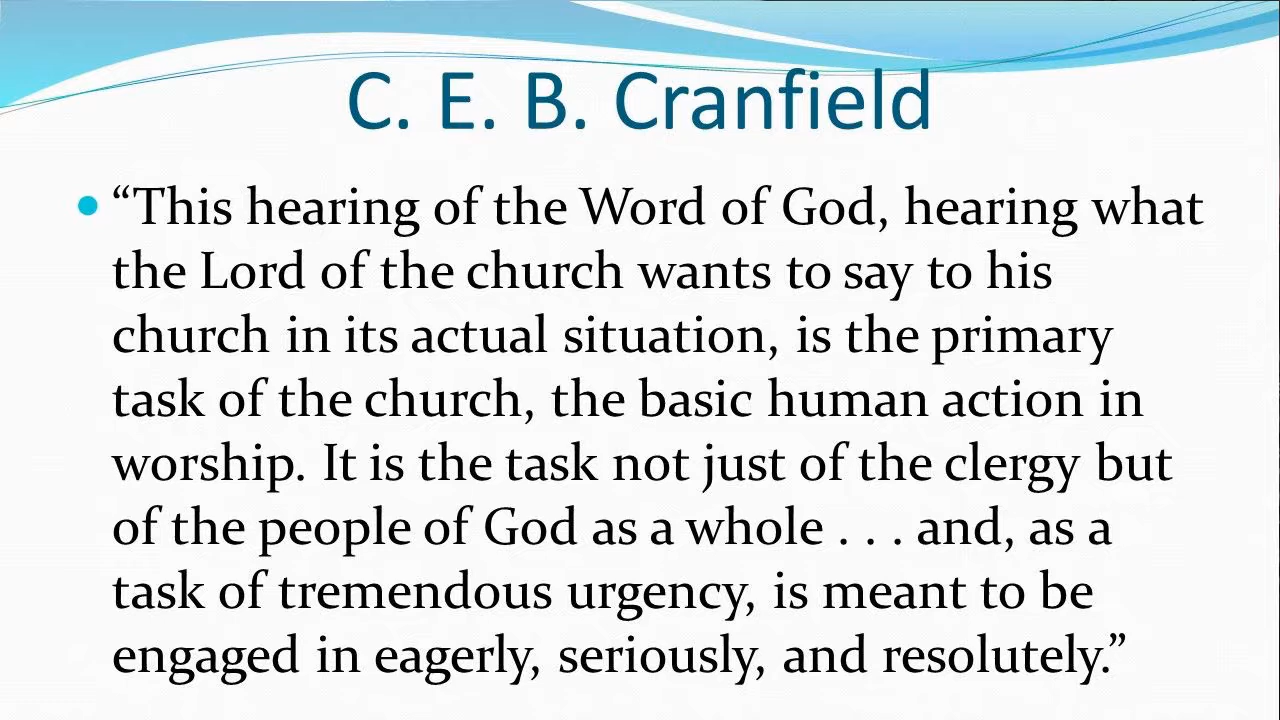 C. E. B. Cranfield
• “This hearing of the Word of God, hearing what
the Lord of the church wants to say to his
church in its actual situation, is the primary
task of the church, the basic human action in
worship. It is the task not just of the clergy but
of the people of God as a whole . . . and, as a
task of tremendous urgency, is meant to be
engaged in eagerly, seriously, and resolutely.”